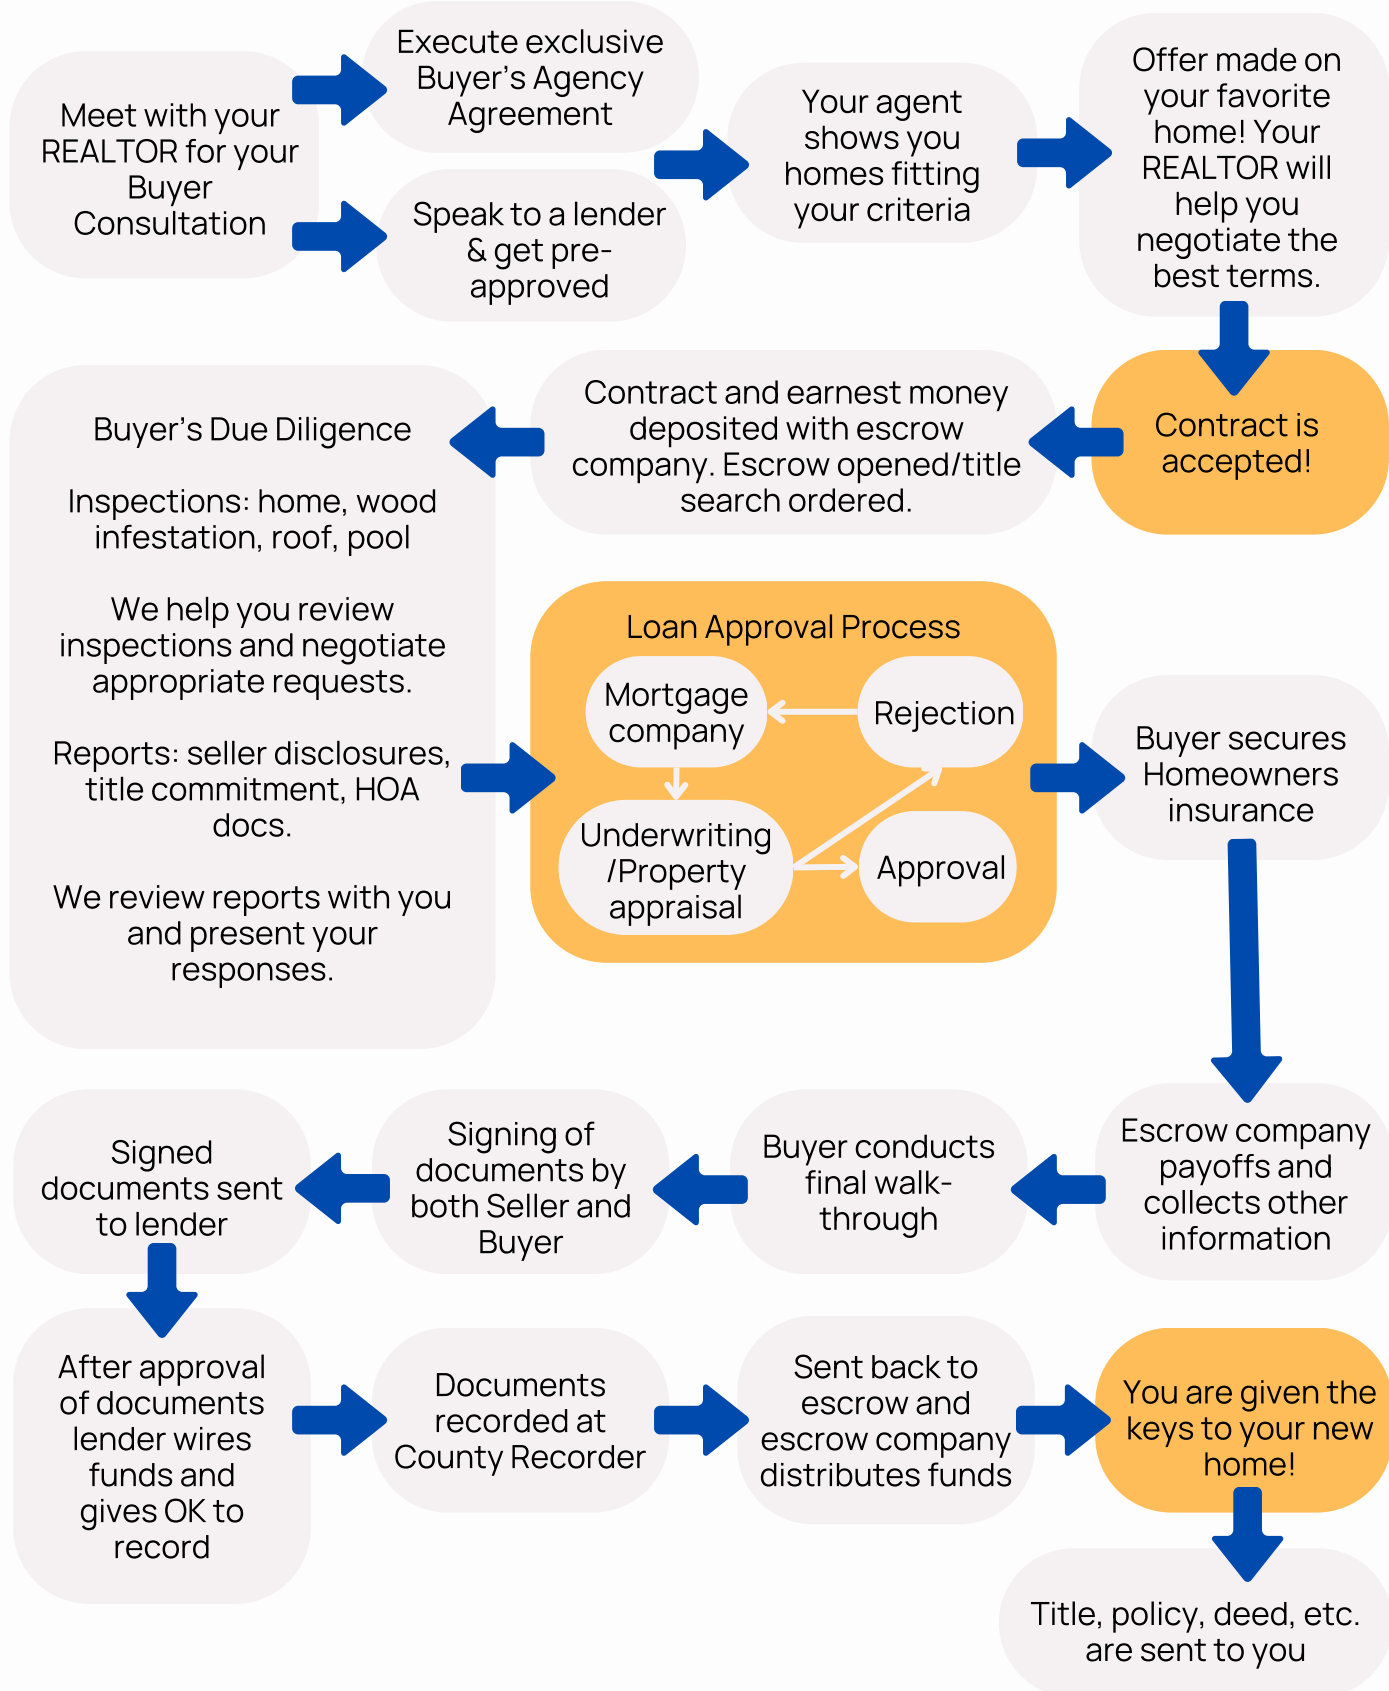 Meet with your
REALTOR for your
Buyer
Consultation
Execute exclusive
Buyer's Agency
Agreement
Speak to a lender
& get pre-
approved
Your agent
shows you
homes fitting
your criteria
Offer made on
your favorite
home! Your
REALTOR will
help you
negotiate the
best terms.
Contract is
accepted!
Contract and earnest money
deposited with escrow
company. Escrow opened/title
search ordered.
Buyer's Due Diligence
Inspections: home, wood
infestation, roof, pool
We help you review
inspections and negotiate
appropriate requests.
Reports: seller disclosures,
title commitment, HOA
docs.
We review reports with you
and present your
responses.
Loan Approval Process
Mortgage
company
Rejection
Underwriting
/Property
appraisal
Approval
Buyer secures
Homeowners
insurance
Escrow company
payoffs and
collects other
information
Buyer conducts
final walk-
through
Signing of
documents by
both Seller and
Buyer
Signed
documents sent
to lender
After approval
of documents
lender wires
funds and
gives OK to
record
Documents
recorded at
County Recorder
Sent back to
escrow and
escrow company
distributes funds
You are given the
keys to your new
home!
Title, policy, deed, etc.
are sent to you